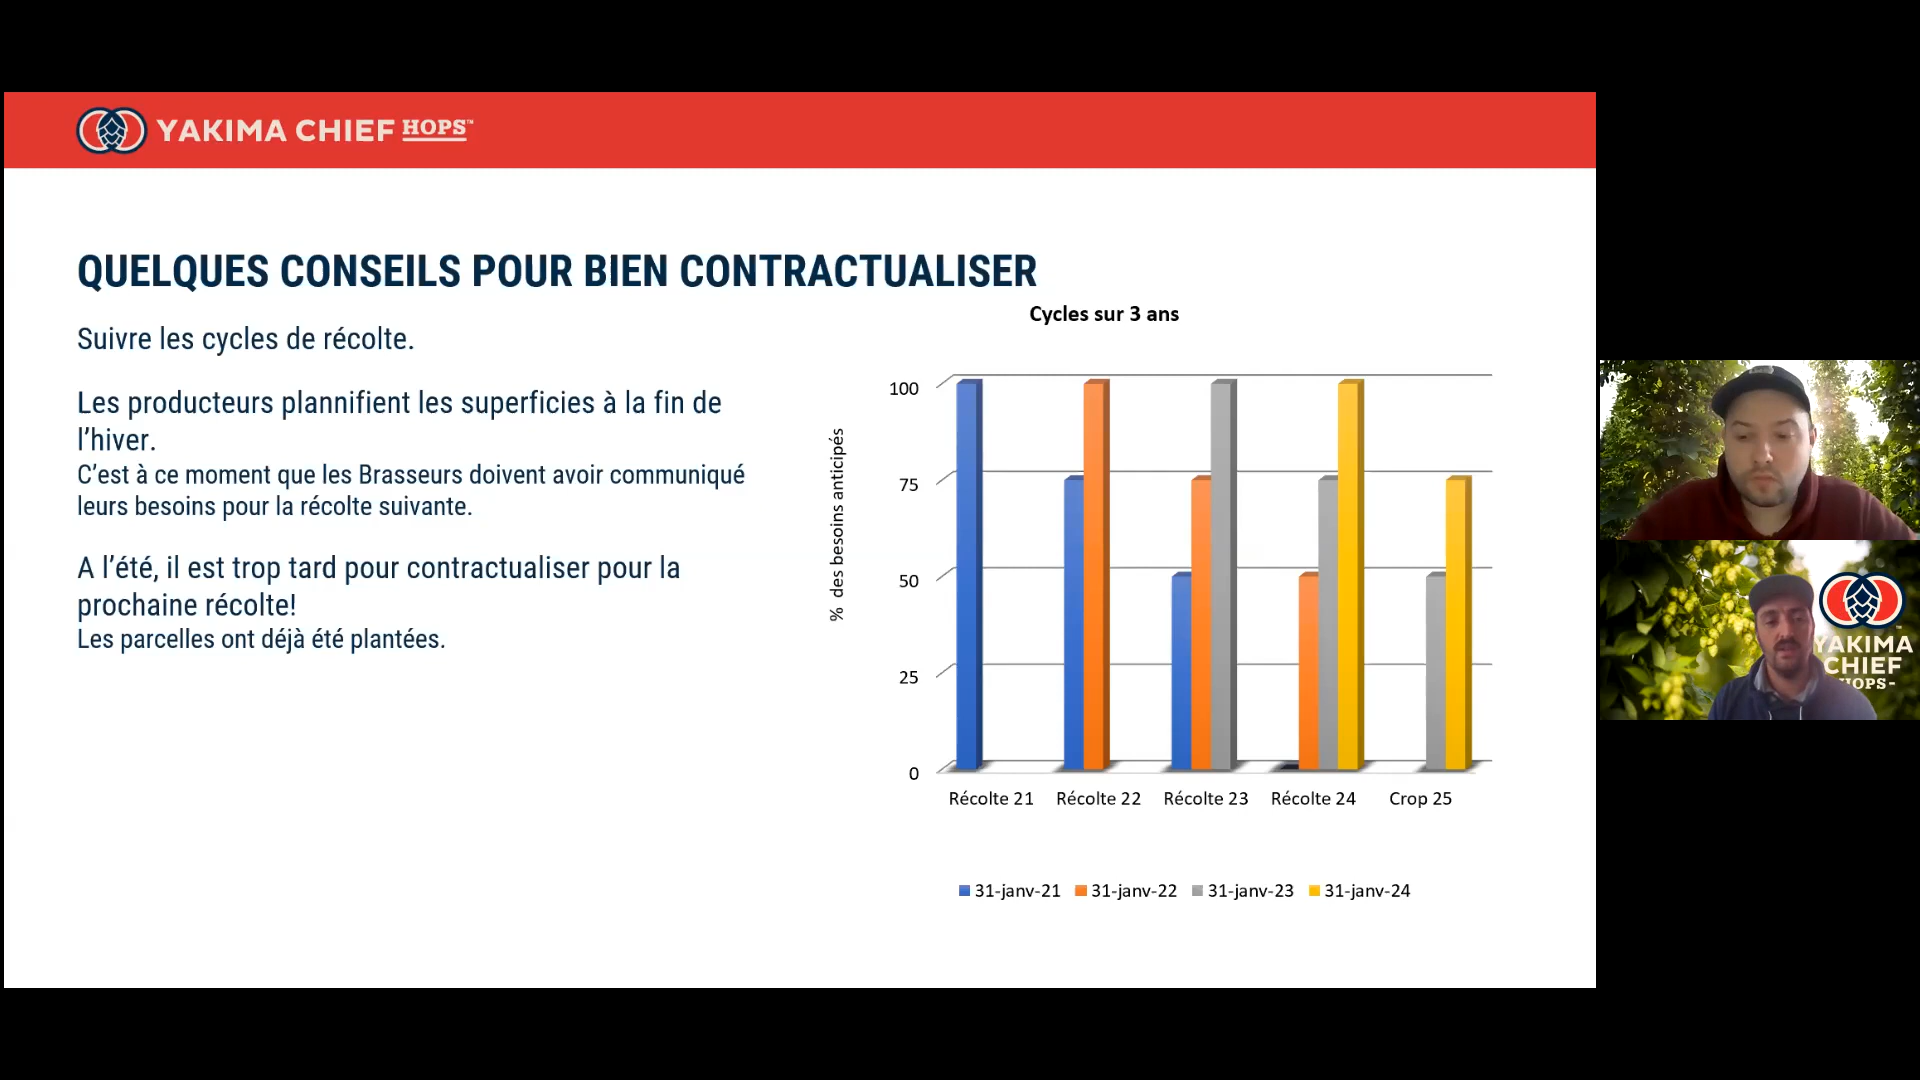 YAKIMA CHIEF HOPS™
QUELQUES CONSEILS POUR BIEN CONTRACTUALISER
Suivre les cycles de récolte.
Les producteurs plannifient les superficies à la fin de
l’hiver.
C’est à ce moment que les Brasseurs doivent avoir communiqué
leurs besoins pour la récolte suivante.
A l’été, il est trop tard pour contractualiser pour la
prochaine récolte!
Les parcelles ont déjà été plantées.
Cycles sur 3 ans
% des besoins anticipés
100
75
50
25
0
Récolte 21 Récolte 22 Récolte 23 Récolte 24 Crop 25
31-janv-21 31-janv-22 31-janv-23 31-janv-24
YAKIMA
CHIEF
HOPS